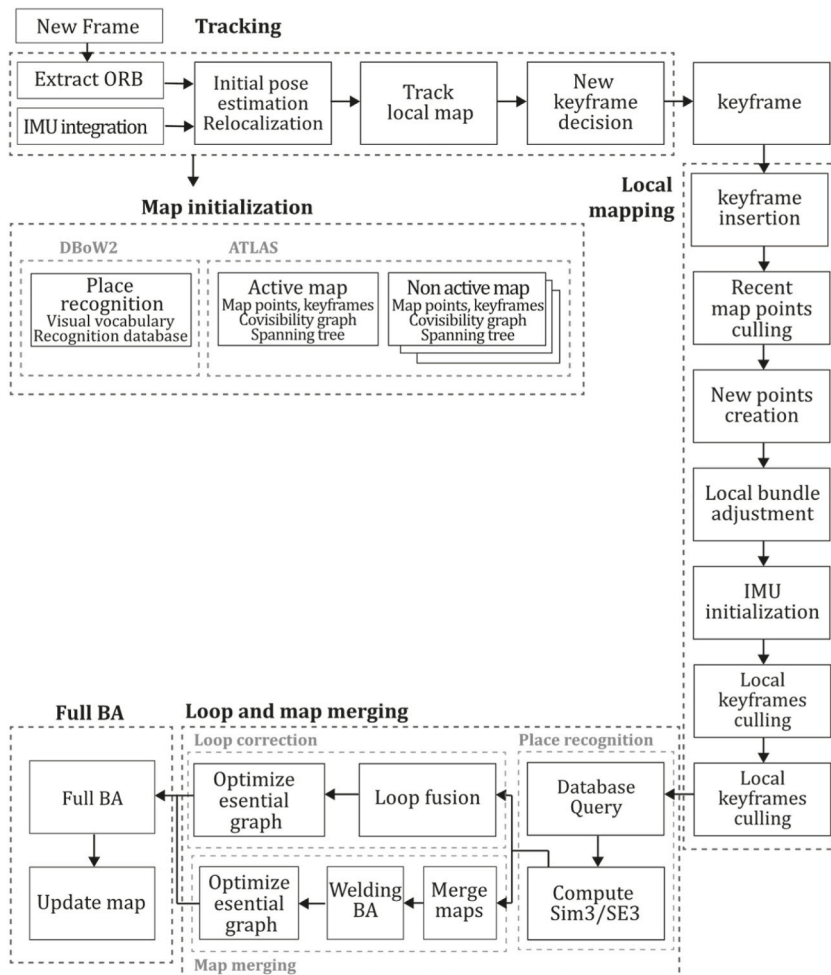 New Frame
Tracking
Extract ORB
IMU integration
Initial pose
estimation
Relocalization
Track
local map
New
keyframe
decision
keyframe
Map initialization
DBoW2
Place
recognition
Visual vocabulary
Recognition database
ATLAS
Active map
Map points, keyframes
Covisibility graph
Spanning tree
Non active map
Map points, keyframes
Covisibility graph
Spanning tree
Local
mapping
keyframe
insertion
Recent
map points
culling
New points
creation
Local bundle
adjustment
IMU
initialization
Local
keyframes
culling
Local
keyframes
culling
Full BA
Full BA
Update map
Loop and map merging
Loop correction
Optimize
esential
graph
Loop fusion
Place recognition
Database
Query
Compute
Sim3/SE3
Optimize
esential
graph
Welding
BA
Merge
maps
Map merging